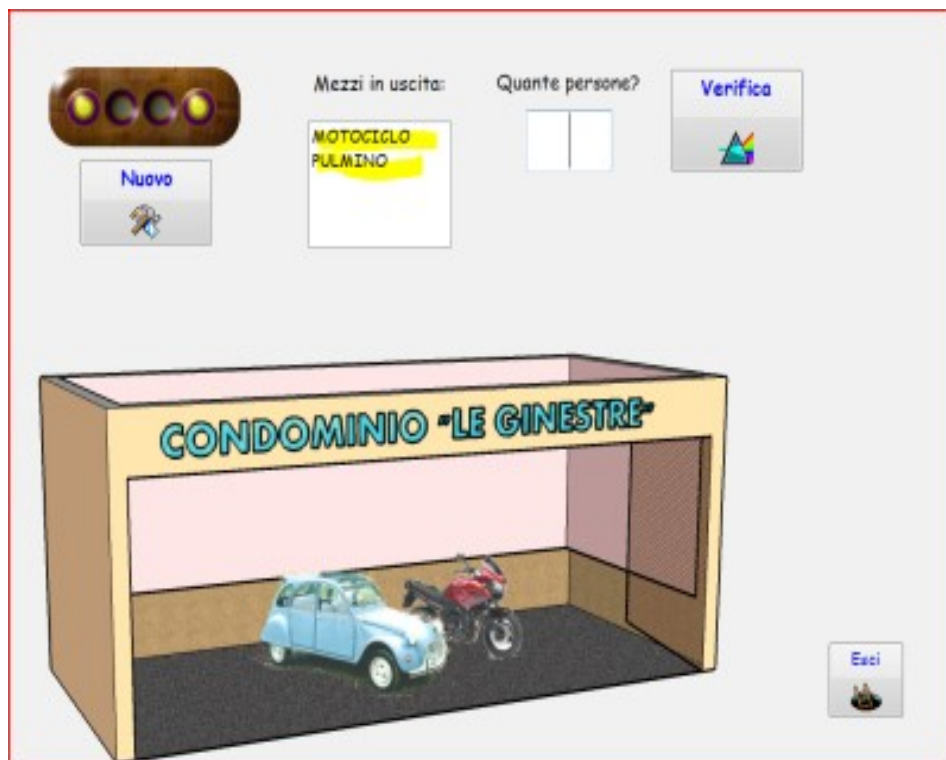 Mezzi in uscita:
Quante persone?
Verifica
MOTOCICLO
PULMINO
Nuovo
CONDOMINIO "LE GINESTRE"
Esci